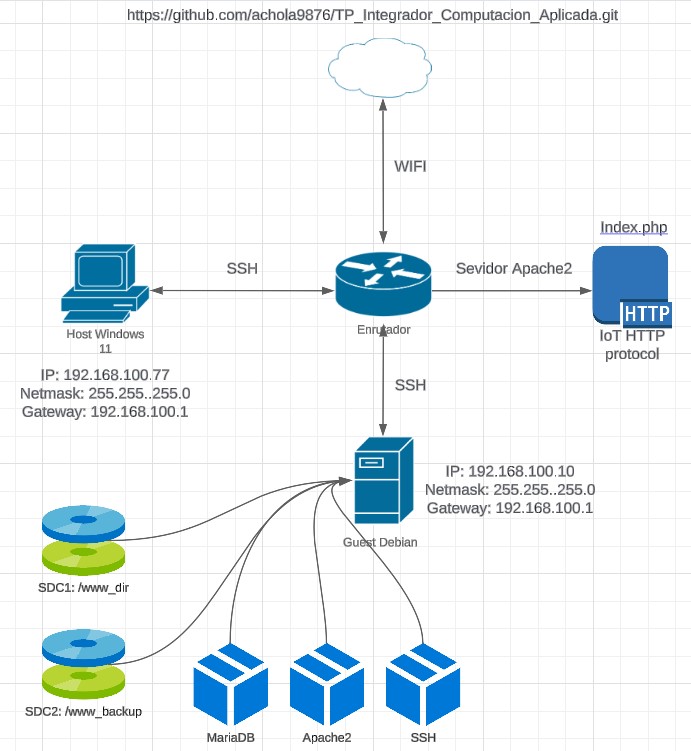 https://github.com/achola9876/TP_Integrador_Computacion_Aplicada.git
WIFI
Index.php
SSH
Sevidor Apache2
HTTP
Host Windows
11
Enrutador
IoT HTTP
protocol
IP: 192.168.100.77
Netmask: 255.255..255.0
Gateway: 192.168.100.1
SSH
IP: 192.168.100.10
Netmask: 255.255..255.0
Gateway: 192.168.100.1
Guest Debian
SDC1: /www_dir
SDC2: /www_backup
MariaDB
Apache2
SSH